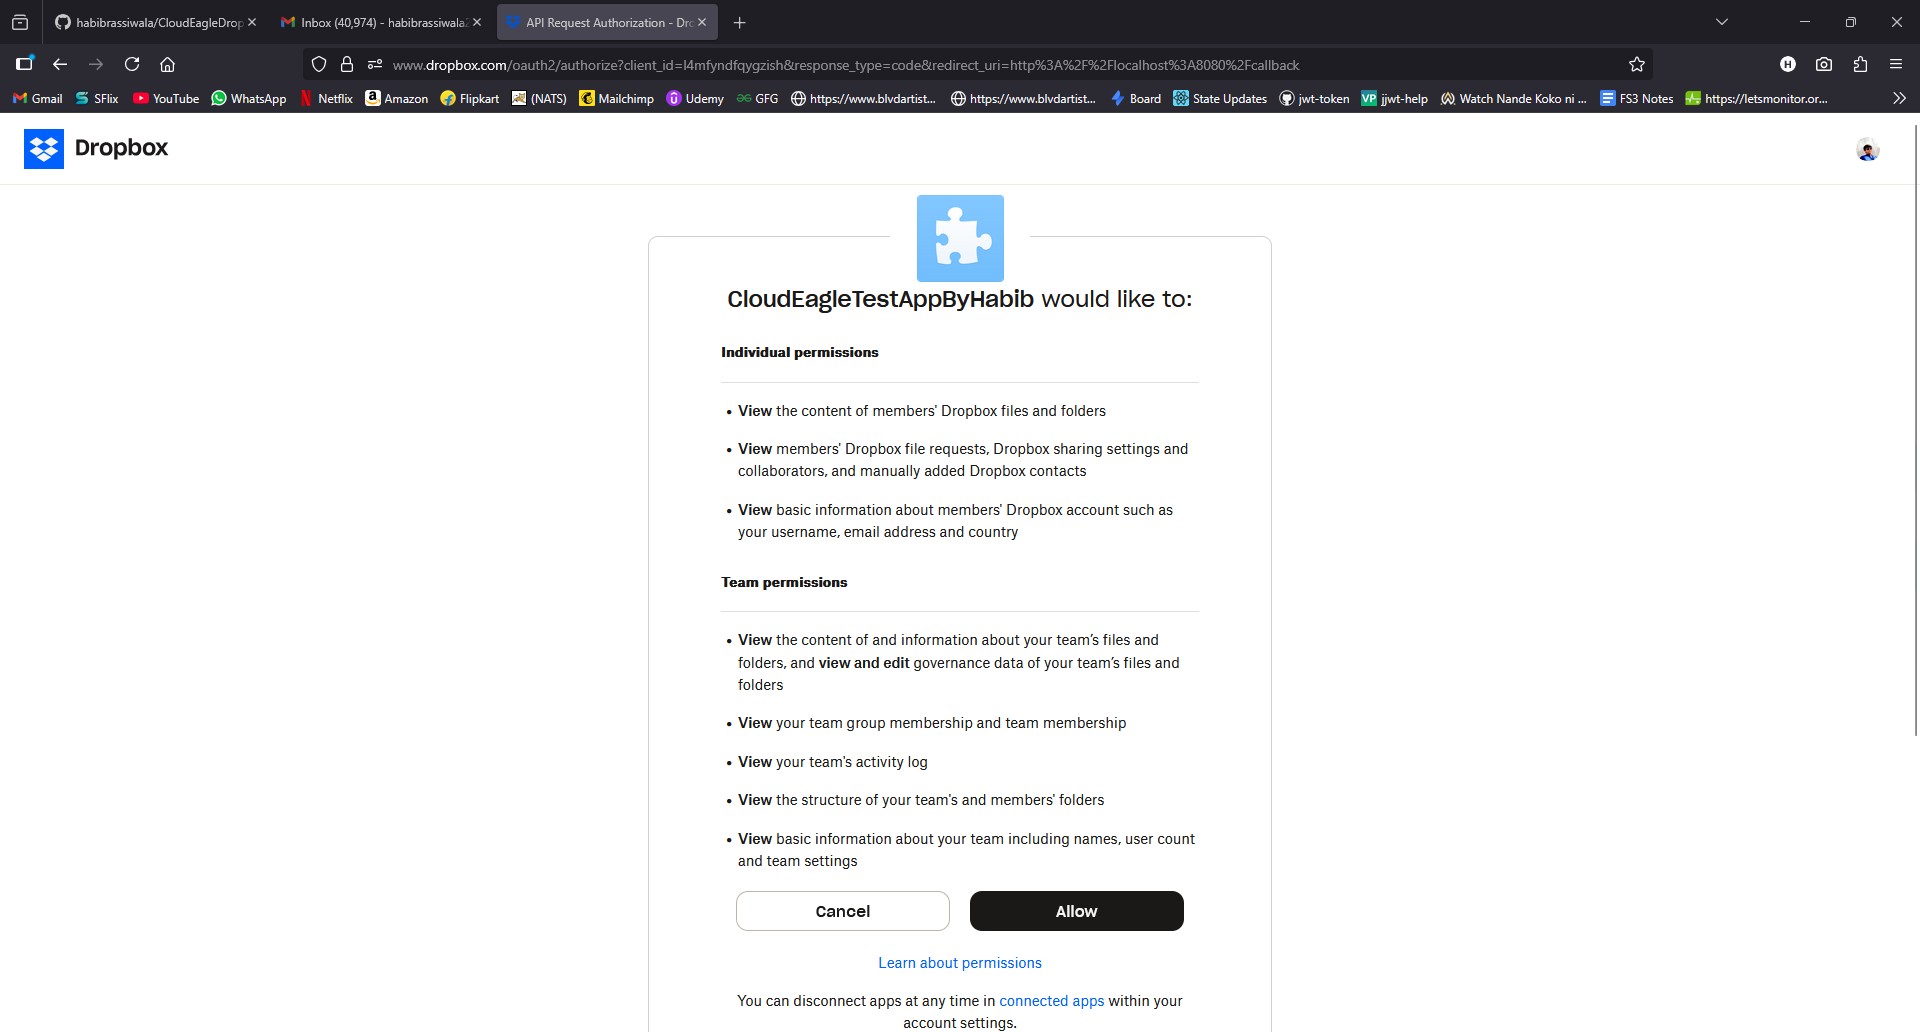 habibrassiwala/CloudEagleDrop
Inbox (40,974) - habibrassiwala2
API Request Authorization - Dro
www.dropbox.com/oauth2/authorize?client_id=l4mfyndfqygzish&response_type=code&redirect_uri=http%3A%2F%2Flocalhost%3A8080%2Fcallback
H
Gmail SFlix YouTube WhatsApp Netflix Amazon Flipkart (NATS) Mailchimp Udemy GFG https://www.blvdartist... https://www.blvdartist... Board State Updates jwt-token VP jjwt-help Watch Nande Koko ni ... FS3 Notes https://letsmonitor.or...
Dropbox
CloudEagleTestAppByHabib would like to:
Individual permissions
• View the content of members' Dropbox files and folders
• View members' Dropbox file requests, Dropbox sharing settings and
collaborators, and manually added Dropbox contacts
• View basic information about members' Dropbox account such as
your username, email address and country
Team permissions
• View the content of and information about your team's files and
folders, and view and edit governance data of your team's files and
folders
• View your team group membership and team membership
• View your team's activity log
• View the structure of your team's and members' folders
• View basic information about your team including names, user count
and team settings
Cancel
Allow
Learn about permissions
You can disconnect apps at any time in connected apps within your
account settings.